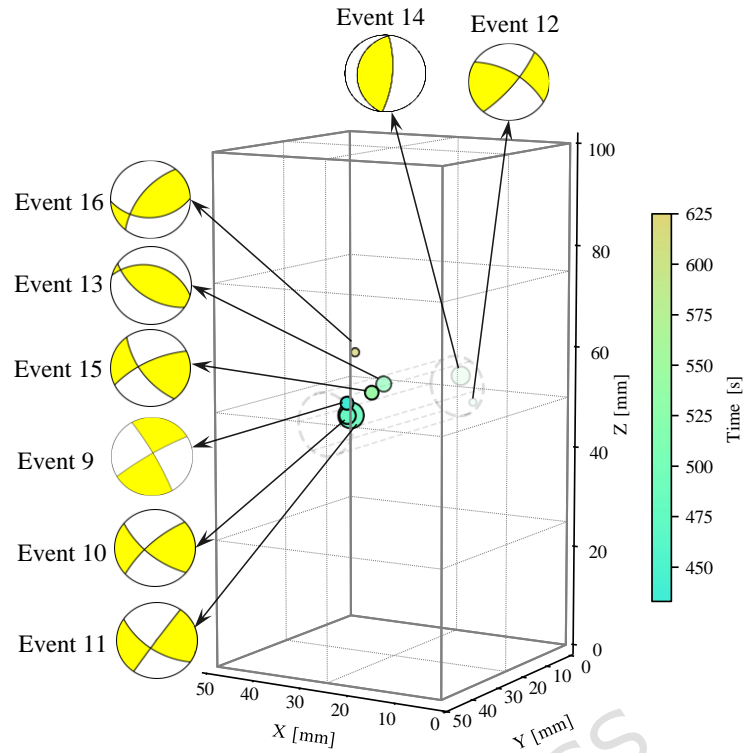 Event 14
Event 12
Event 16
Event 13
Event 15
Event 9
Event 10
Event 11
100
80
60
40
20
0
Z [mm]
50
40
30
20
10
0
X [mm]
50
40
30
20
10
0
Y [mm]
625
600
575
550
525
500
475
450
Time [s]